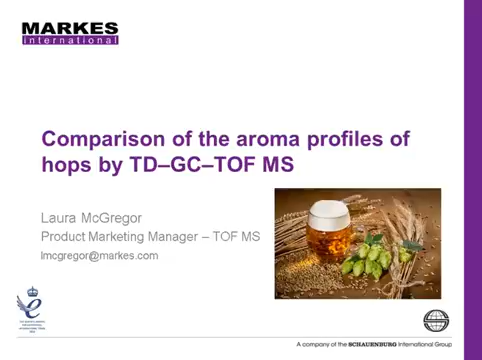 MARKES
international
Comparison of the aroma profiles of
hops by TD–GC–TOF MS
Laura McGregor
Product Marketing Manager – TOF MS
lmcgregor@markes.com
A company of the SCHAUENBURG International Group